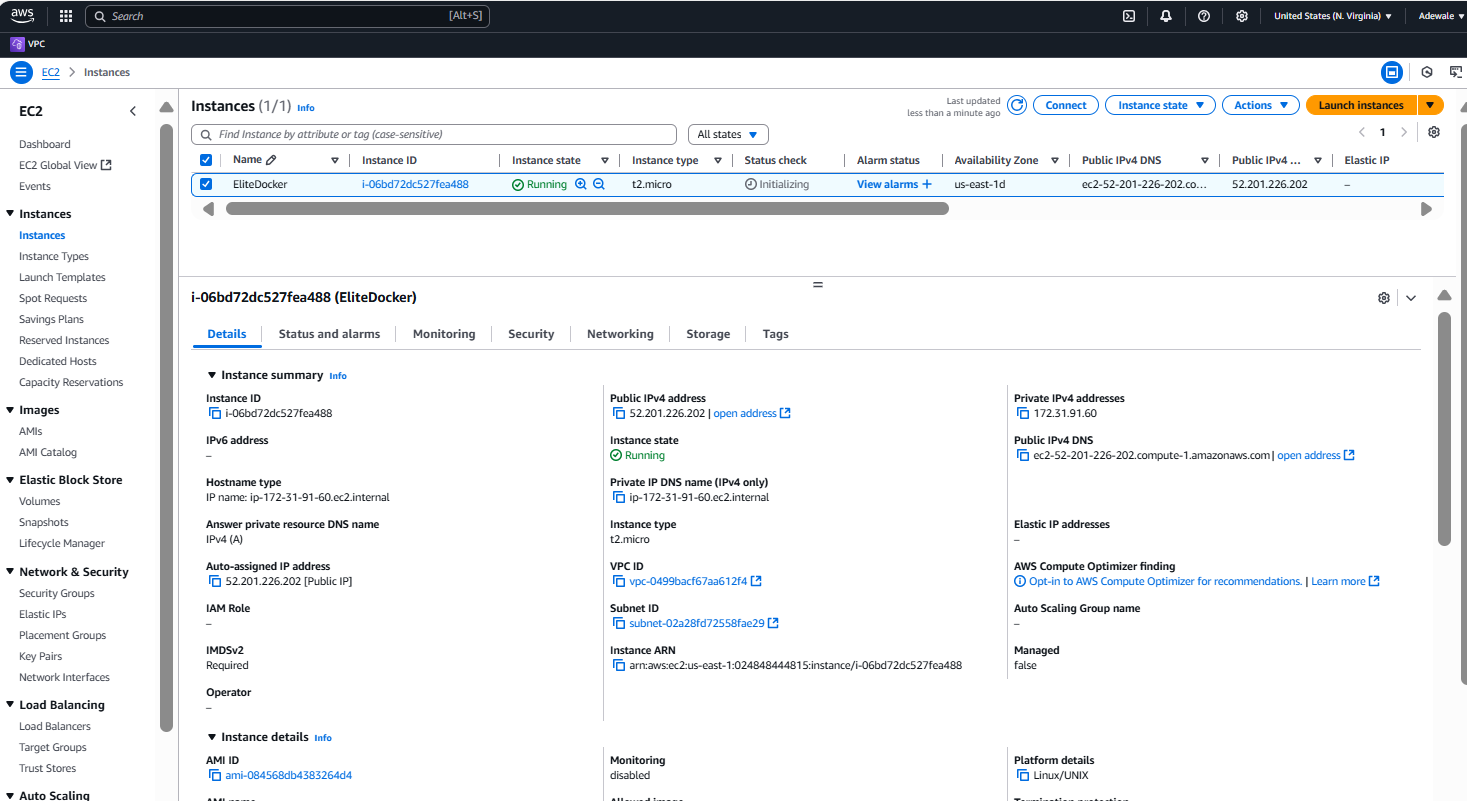 aws
Search [Alt+S]
United States (N. Virginia)
Adewale
VPC
EC2 Instances
EC2
Dashboard
EC2 Global View
Events
Instances
Instances
Instance Types
Launch Templates
Spot Requests
Savings Plans
Reserved Instances
Dedicated Hosts
Capacity Reservations
Images
AMIs
AMI Catalog
Elastic Block Store
Volumes
Snapshots
Lifecycle Manager
Network & Security
Security Groups
Elastic IPs
Placement Groups
Key Pairs
Network Interfaces
Load Balancing
Load Balancers
Target Groups
Trust Stores
Auto Scaling
Instances (1/1) Info
Last updated
less than a minute ago
Connect
Instance state
Actions
Launch instances
Find Instance by attribute or tag (case-sensitive)
All states
1
Name Instance ID Instance state Instance type Status check Alarm status Availability Zone Public IPv4 DNS Public IPv4 ... Elastic IP
EliteDocker i-06bd72dc527fea488 Running t2.micro Initializing View alarms + us-east-1d ec2-52-201-226-202.co... 52.201.226.202 –
i-06bd72dc527fea488 (EliteDocker)
Details Status and alarms Monitoring Security Networking Storage Tags
Instance summary Info
Instance ID
i-06bd72dc527fea488
Public IPv4 address
52.201.226.202 | open address
Private IPv4 addresses
172.31.91.60
IPv6 address
–
Instance state
Running
Public IPv4 DNS
ec2-52-201-226-202.compute-1.amazonaws.com | open address
Hostname type
IP name: ip-172-31-91-60.ec2.internal
Private IP DNS name (IPv4 only)
ip-172-31-91-60.ec2.internal
Answer private resource DNS name
IPv4 (A)
Instance type
t2.micro
Elastic IP addresses
–
Auto-assigned IP address
52.201.226.202 [Public IP]
VPC ID
vpc-0499bacf67aa612f4
AWS Compute Optimizer finding
Opt-in to AWS Compute Optimizer for recommendations. | Learn more
IAM Role
–
Subnet ID
subnet-02a28fd72558fae29
Auto Scaling Group name
–
IMDSv2
Required
Instance ARN
arn:aws:ec2:us-east-1:024848444815:instance/i-06bd72dc527fea488
Managed
false
Operator
–
Instance details Info
AMI ID
ami-084568db4383264d4
Monitoring
disabled
Platform details
Linux/UNIX